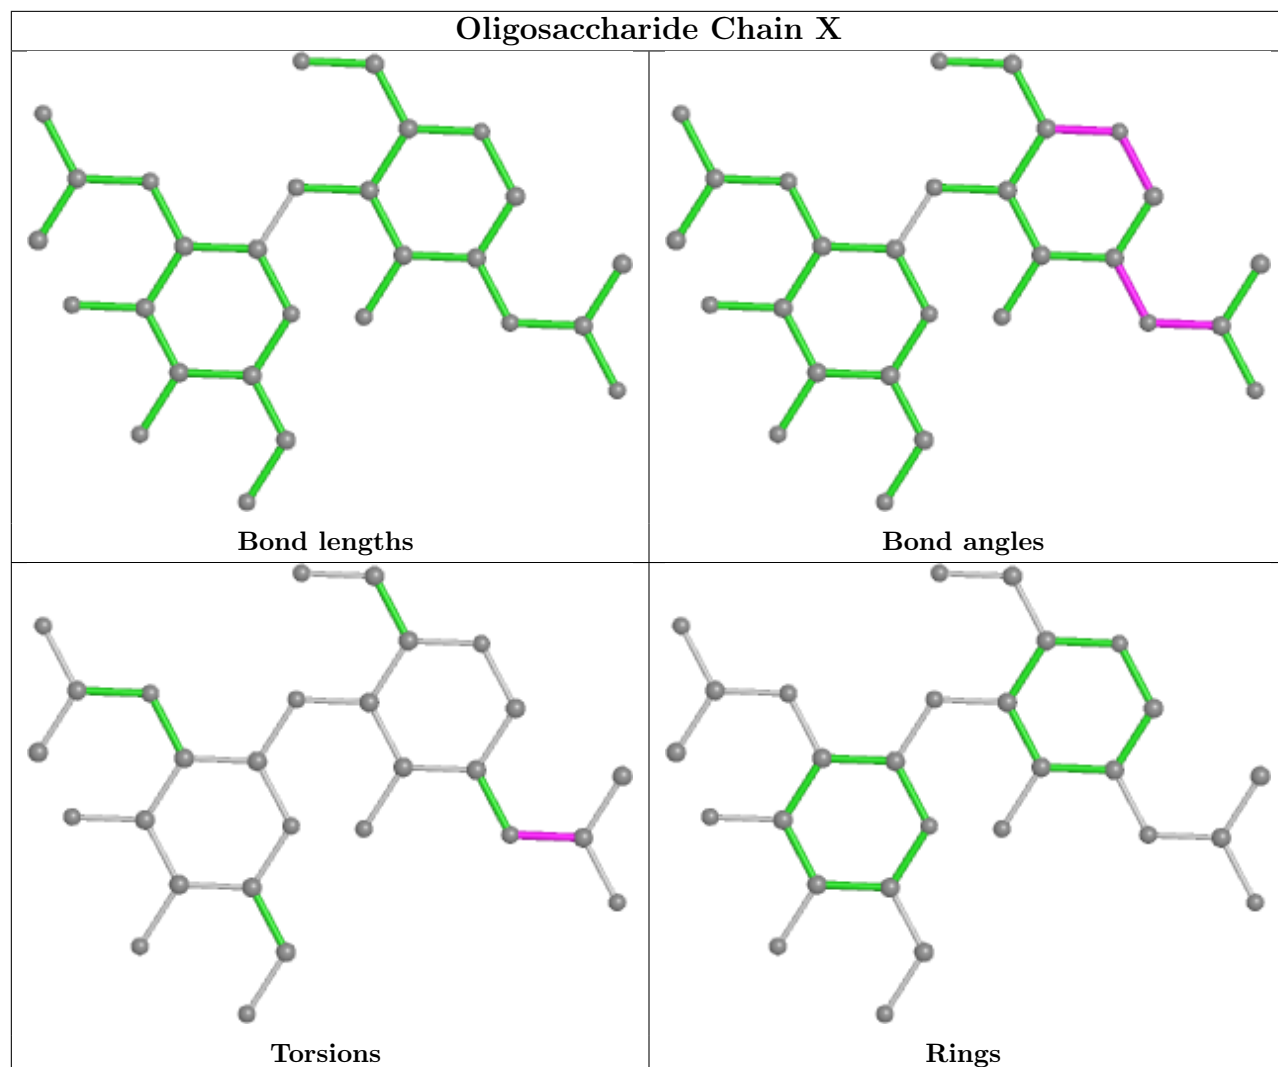 Oligosaccharide Chain X
Bond lengths
Bond angles
Torsions
Rings